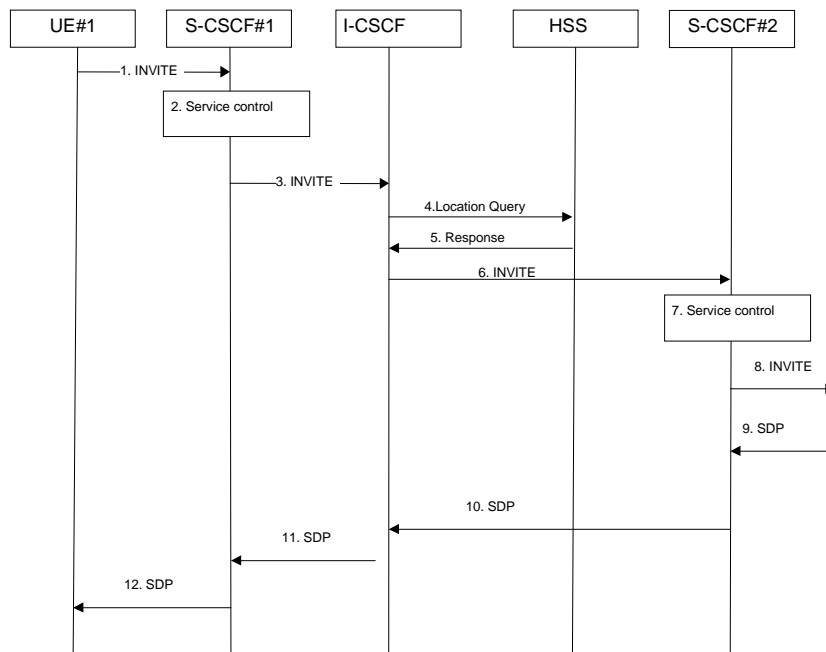 UE#1
S-CSCF#1
I-CSCF
HSS
S-CSCF#2
1. INVITE
2. Service control
3. INVITE
4.Location Query
5. Response
6. INVITE
7. Service control
8. INVITE
9. SDP
10. SDP
11. SDP
12. SDP